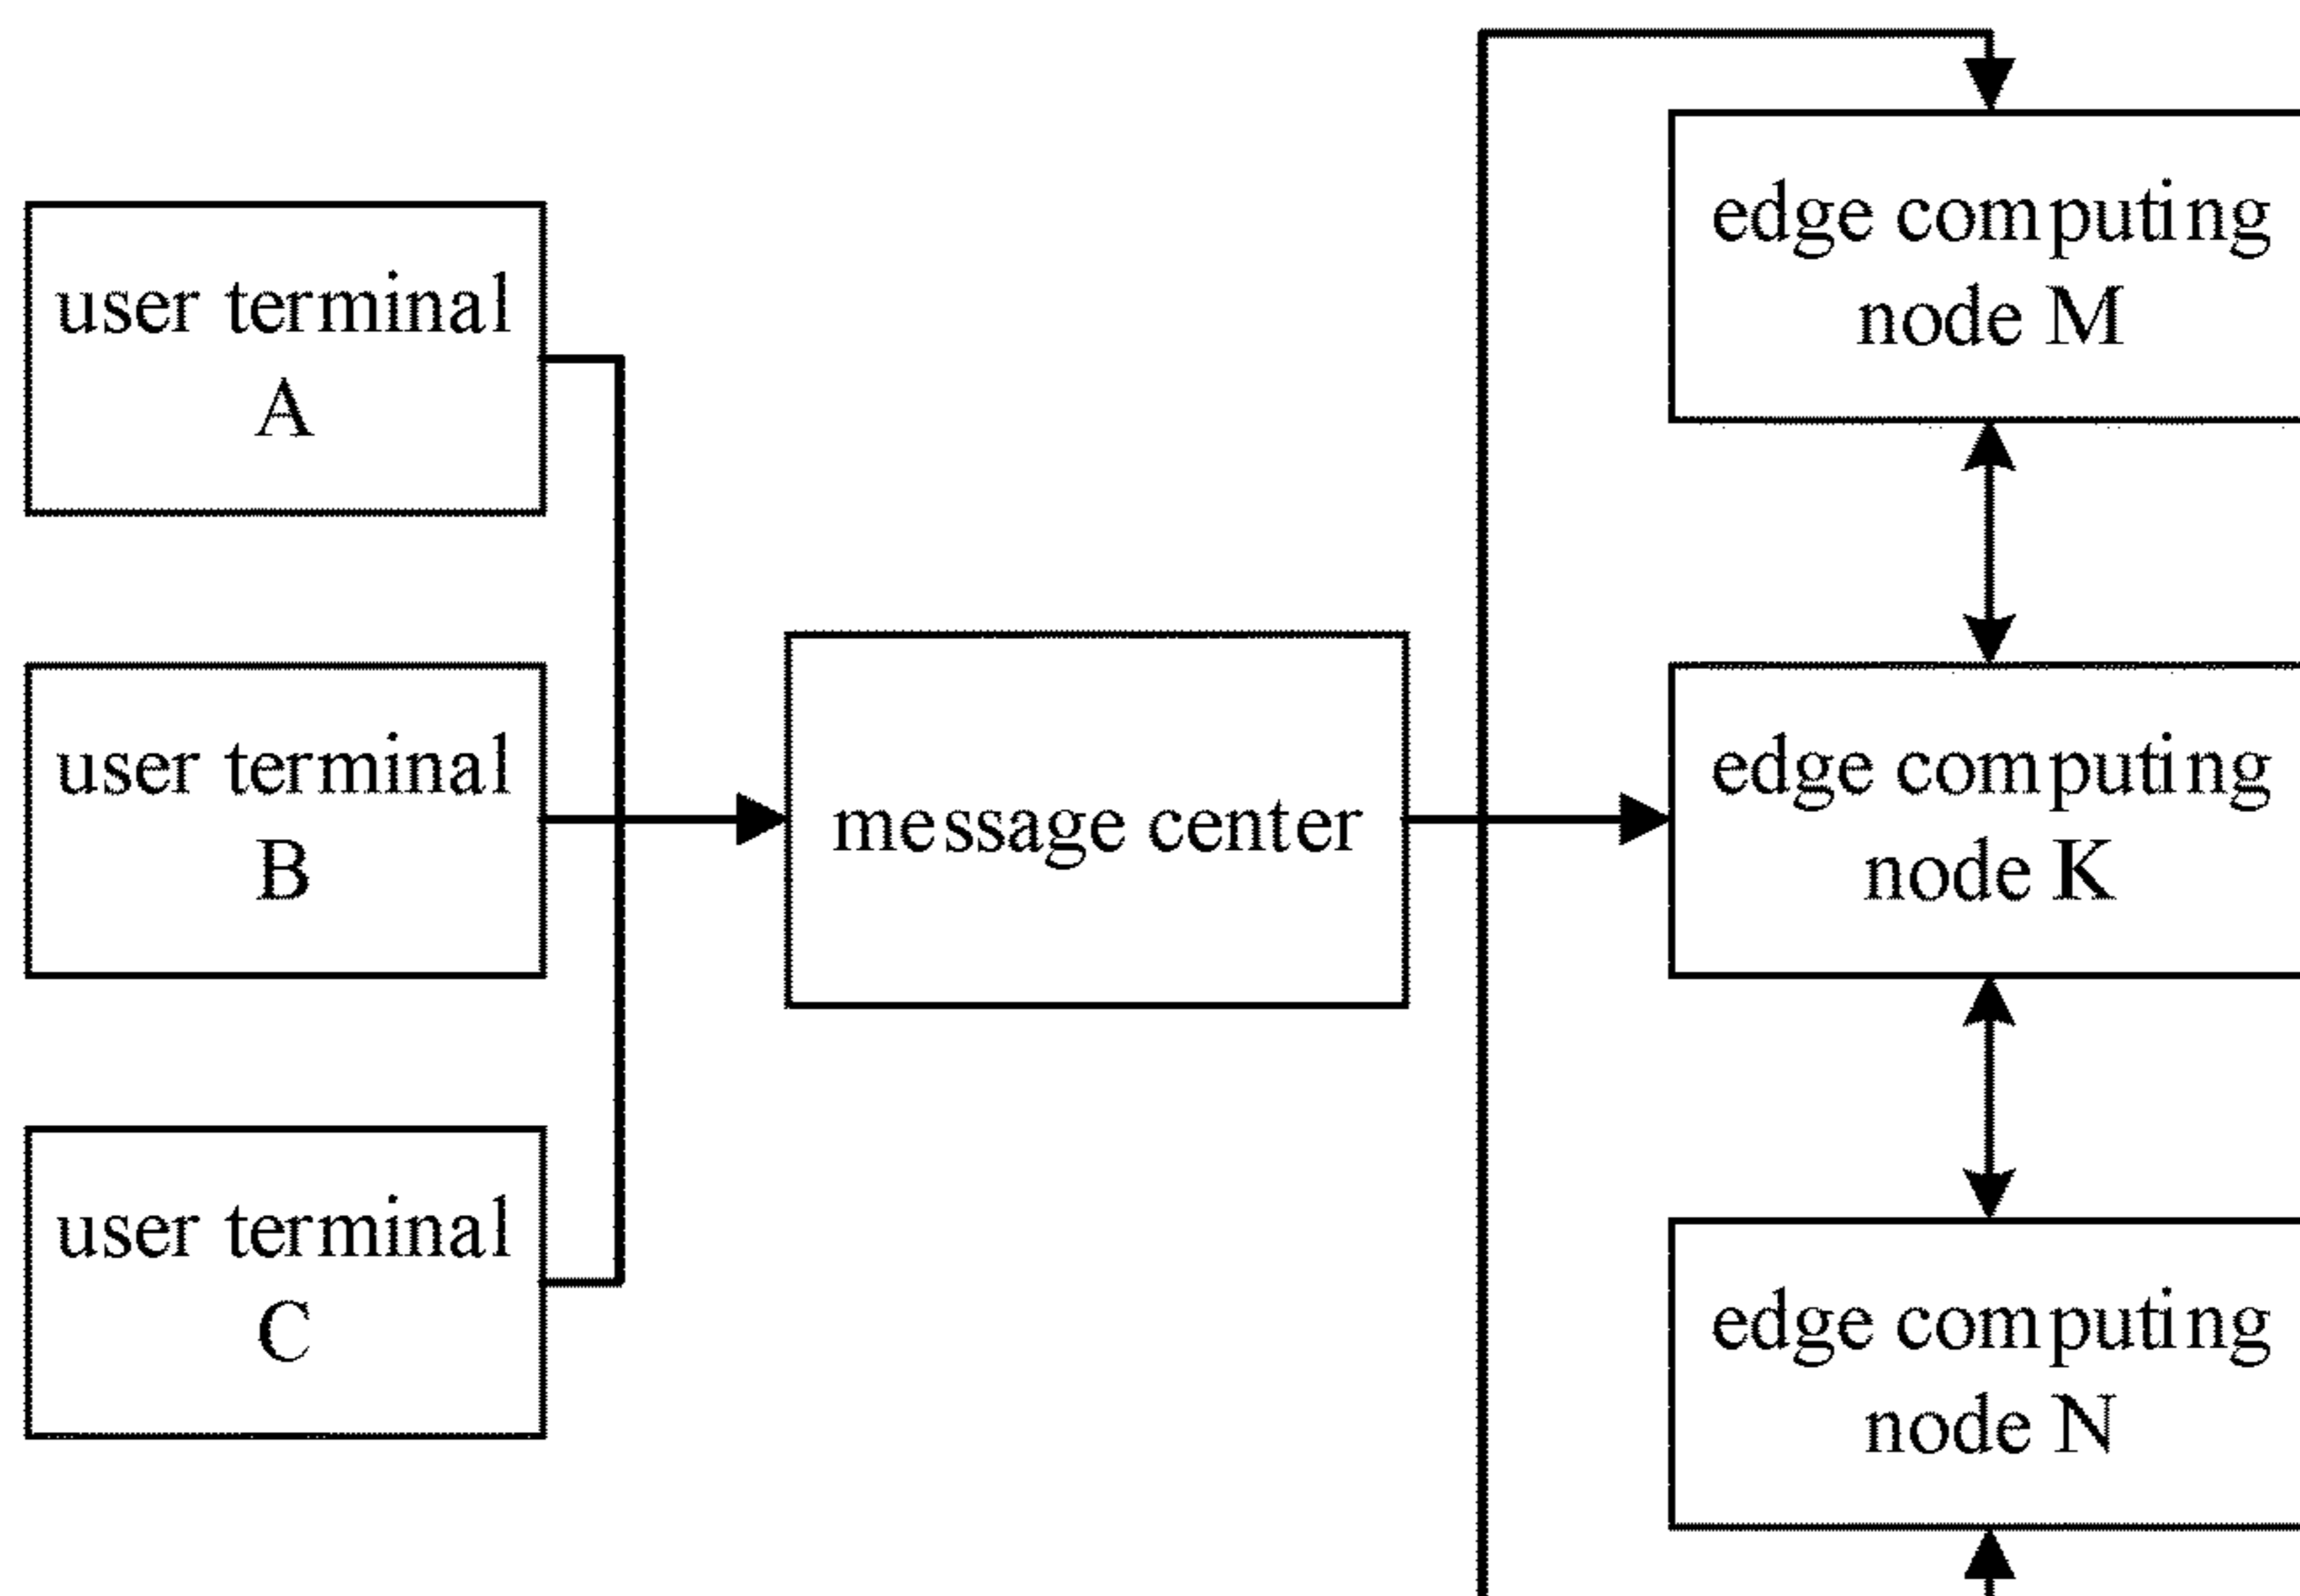 user terminal
A
user terminal
B
user terminal
C
message center
edge computing
node M
edge computing
node K
edge computing
node N